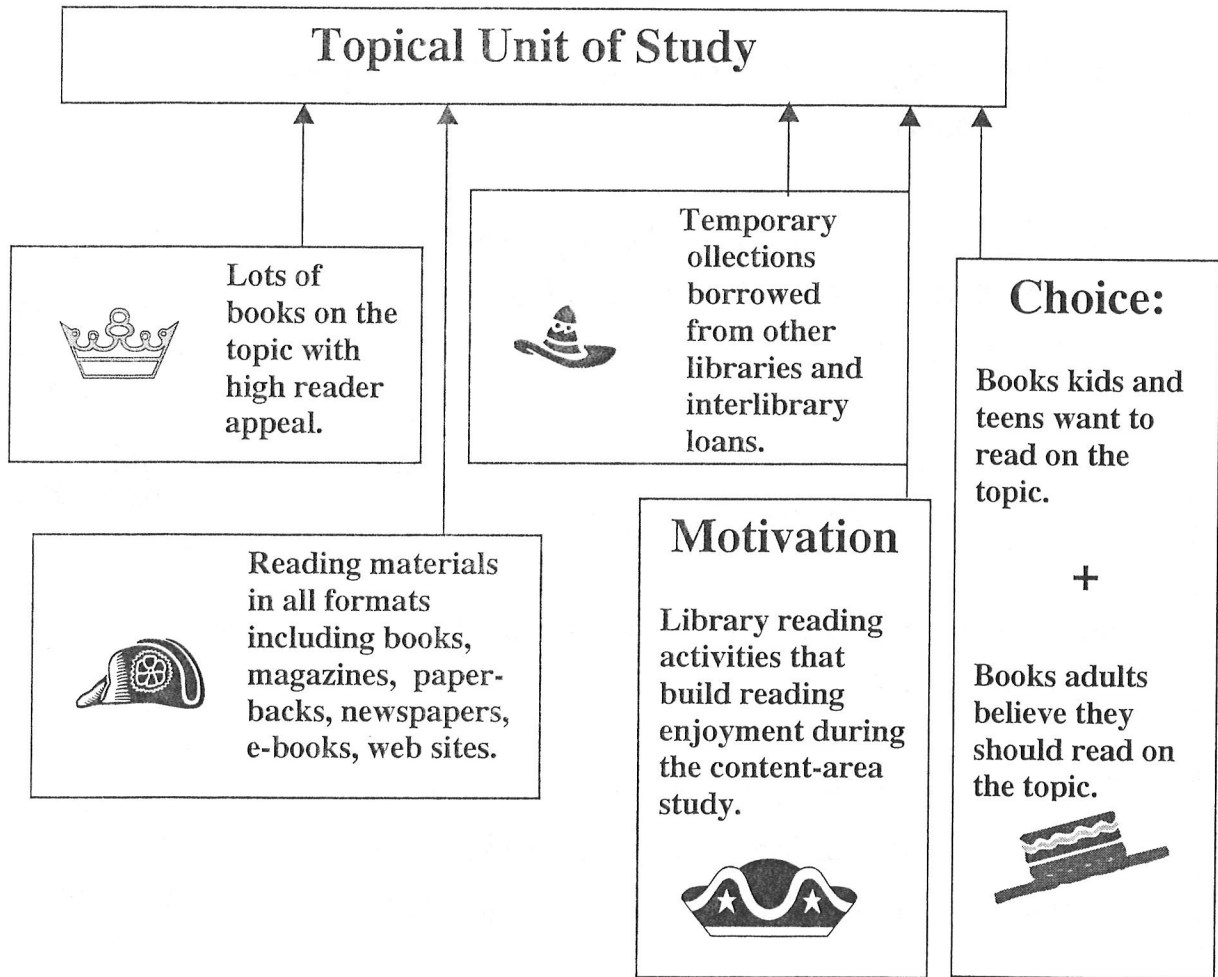 Topical Unit of Study
Lots of
books on the
topic with
high reader
appeal.
Temporary
ollections
borrowed
from other
libraries and
interlibrary
loans.
Choice:
Books kids and
teens want to
read on the
topic.
+
Books adults
believe they
should read on
the topic.
Reading materials
in all formats
including books,
magazines, paper-
backs, newspapers,
e-books, web sites.
Motivation
Library reading
activities that
build reading
enjoyment during
the content-area
study.